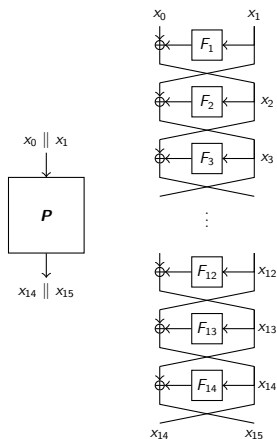 x₀ x₁
F₁
F₂ x₂
F₃ x₃
x₀ || x₁
P
x₁₄ || x₁₅
⋮
F₁₂ x₁₂
F₁₃ x₁₃
F₁₄ x₁₄
x₁₄ x₁₅